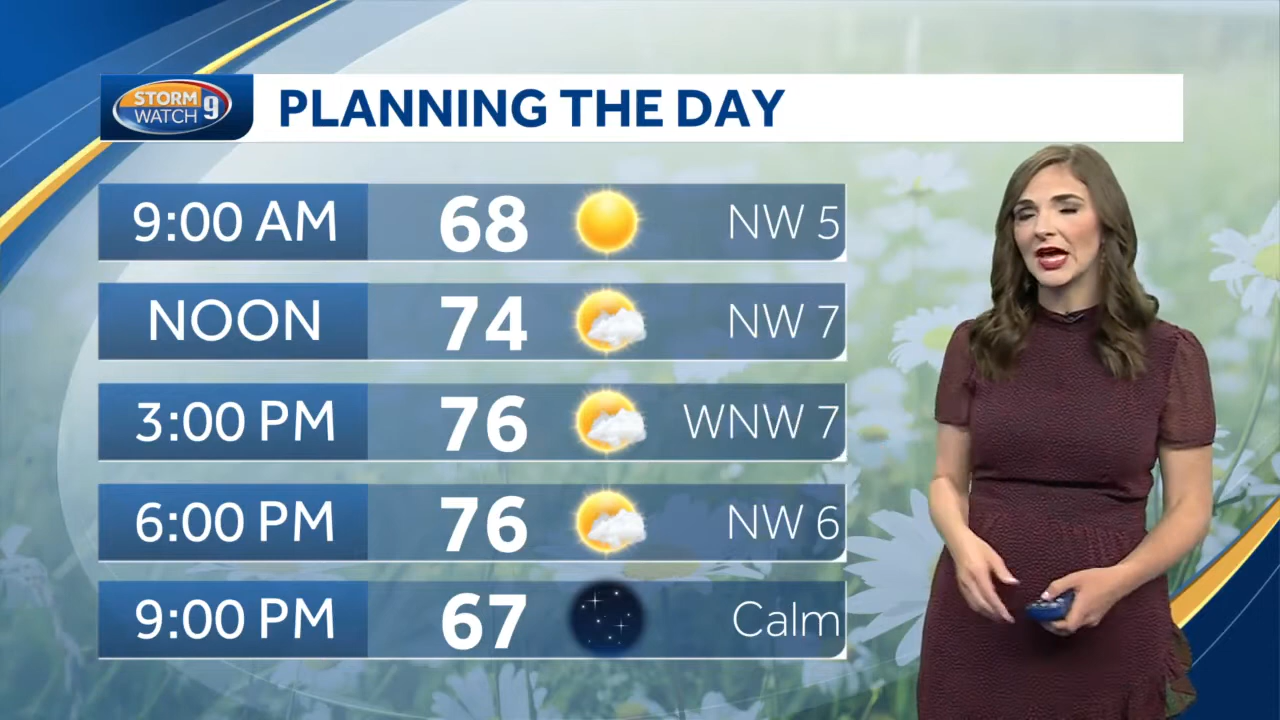 STORM
WATCH 9
PLANNING THE DAY
9:00 AM 68 NW 5
NOON 74 NW 7
3:00 PM 76 WNW 7
6:00 PM 76 NW 6
9:00 PM 67 Calm